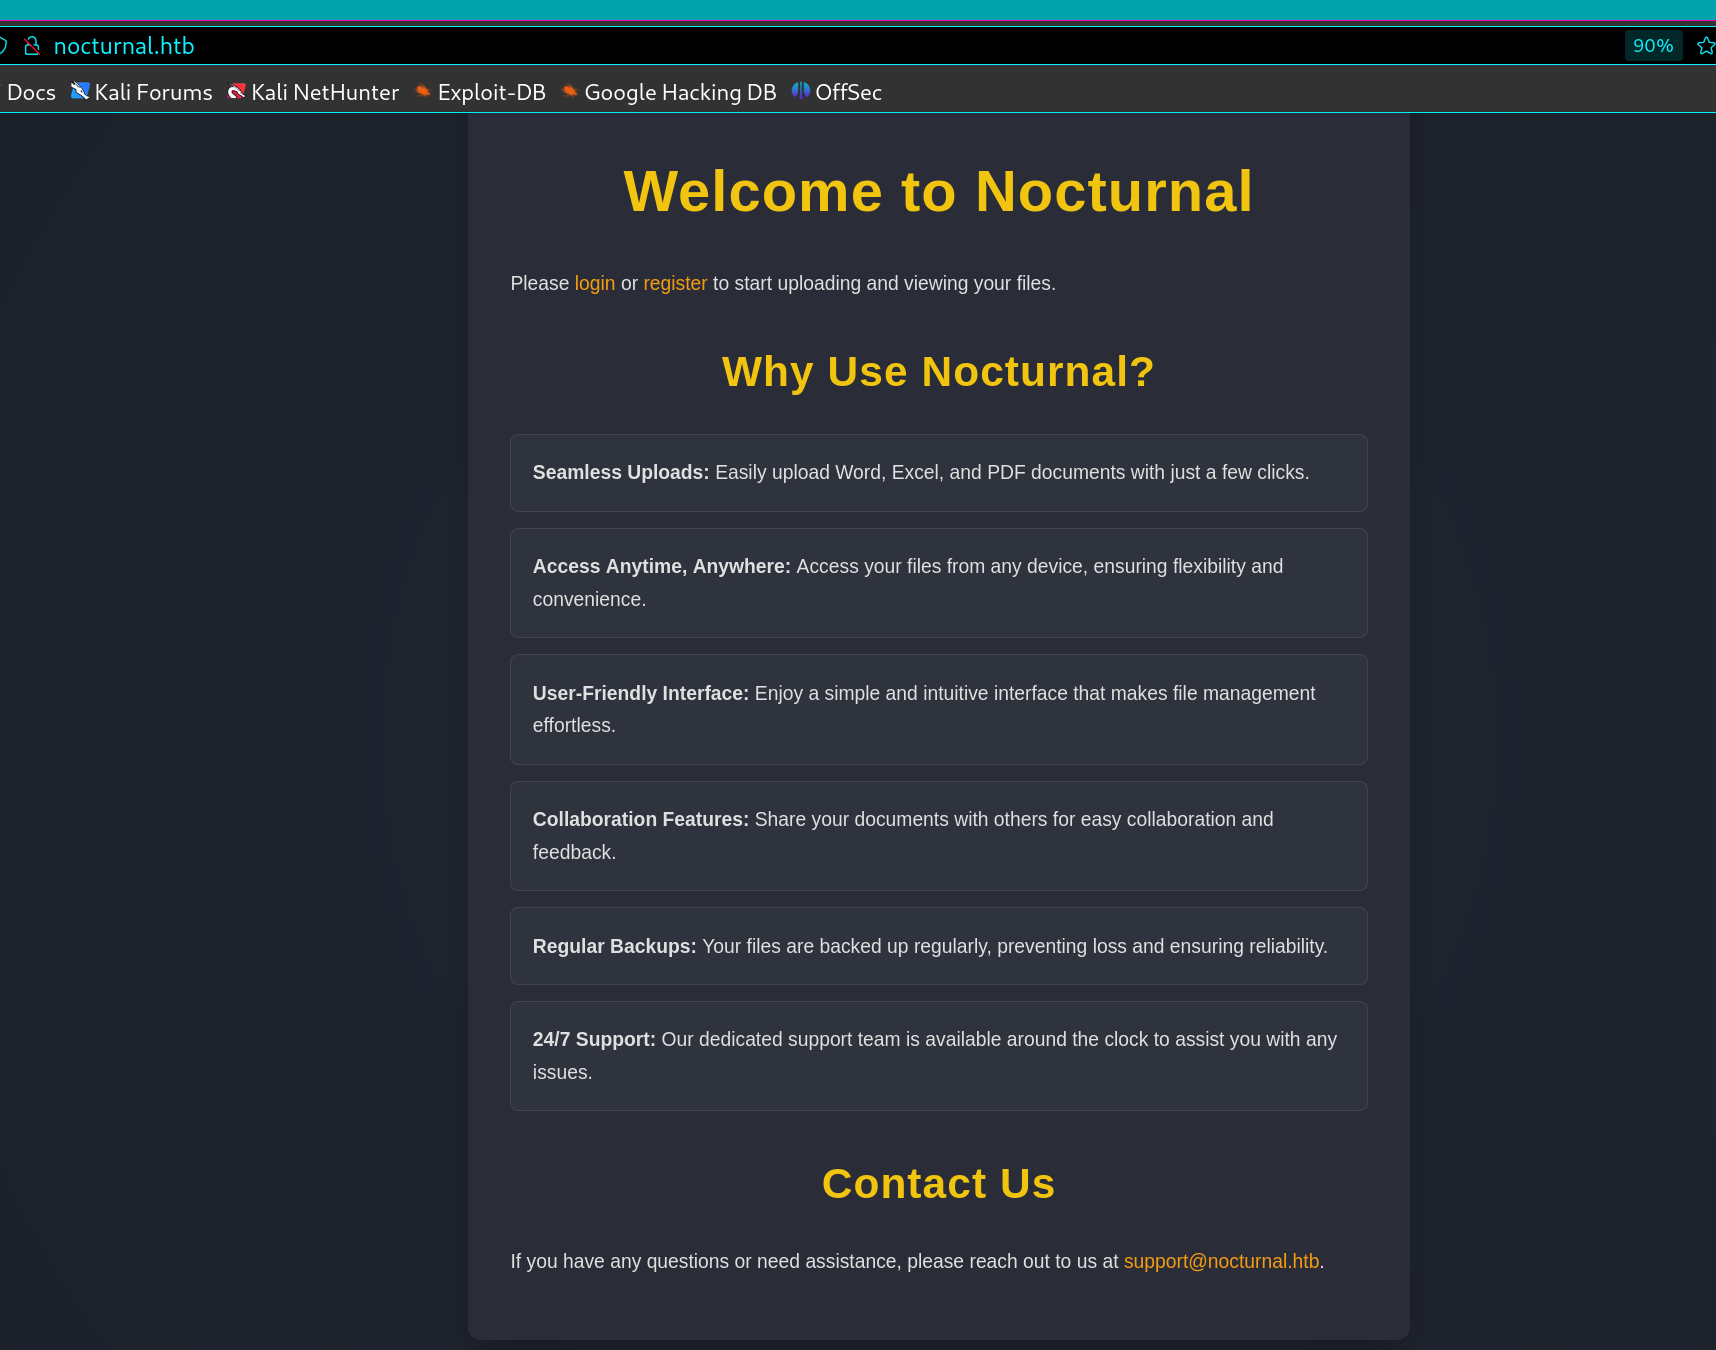 nocturnal.htb
90%
Docs Kali Forums Kali NetHunter Exploit-DB Google Hacking DB OffSec
Welcome to Nocturnal
Please login or register to start uploading and viewing your files.
Why Use Nocturnal?
Seamless Uploads: Easily upload Word, Excel, and PDF documents with just a few clicks.
Access Anytime, Anywhere: Access your files from any device, ensuring flexibility and
convenience.
User-Friendly Interface: Enjoy a simple and intuitive interface that makes file management
effortless.
Collaboration Features: Share your documents with others for easy collaboration and
feedback.
Regular Backups: Your files are backed up regularly, preventing loss and ensuring reliability.
24/7 Support: Our dedicated support team is available around the clock to assist you with any
issues.
Contact Us
If you have any questions or need assistance, please reach out to us at support@nocturnal.htb.